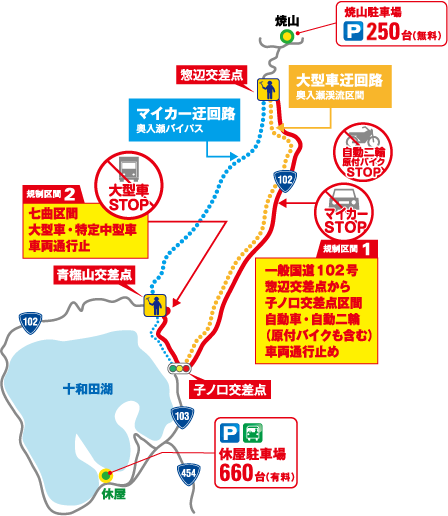 焼山
焼山駐車場
P 250台(無料)
惣辺交差点
大型車迂回路
奥入瀬渓流区間
マイカー迂回路
奥入瀬バイパス
自動二輪
原付バイク
STOP
大型車
STOP
102
マイカー
STOP
規制区間2
七曲区間
大型車・特定中型車
車両通行止
規制区間1
一般国道102号
惣辺交差点から
子ノ口交差点区間
自動車・自動二輪
(原付バイクも含む)
車両通行止め
青橅山交差点
102
十和田湖
子ノ口交差点
103
P
休屋駐車場
660台(有料)
454
休屋